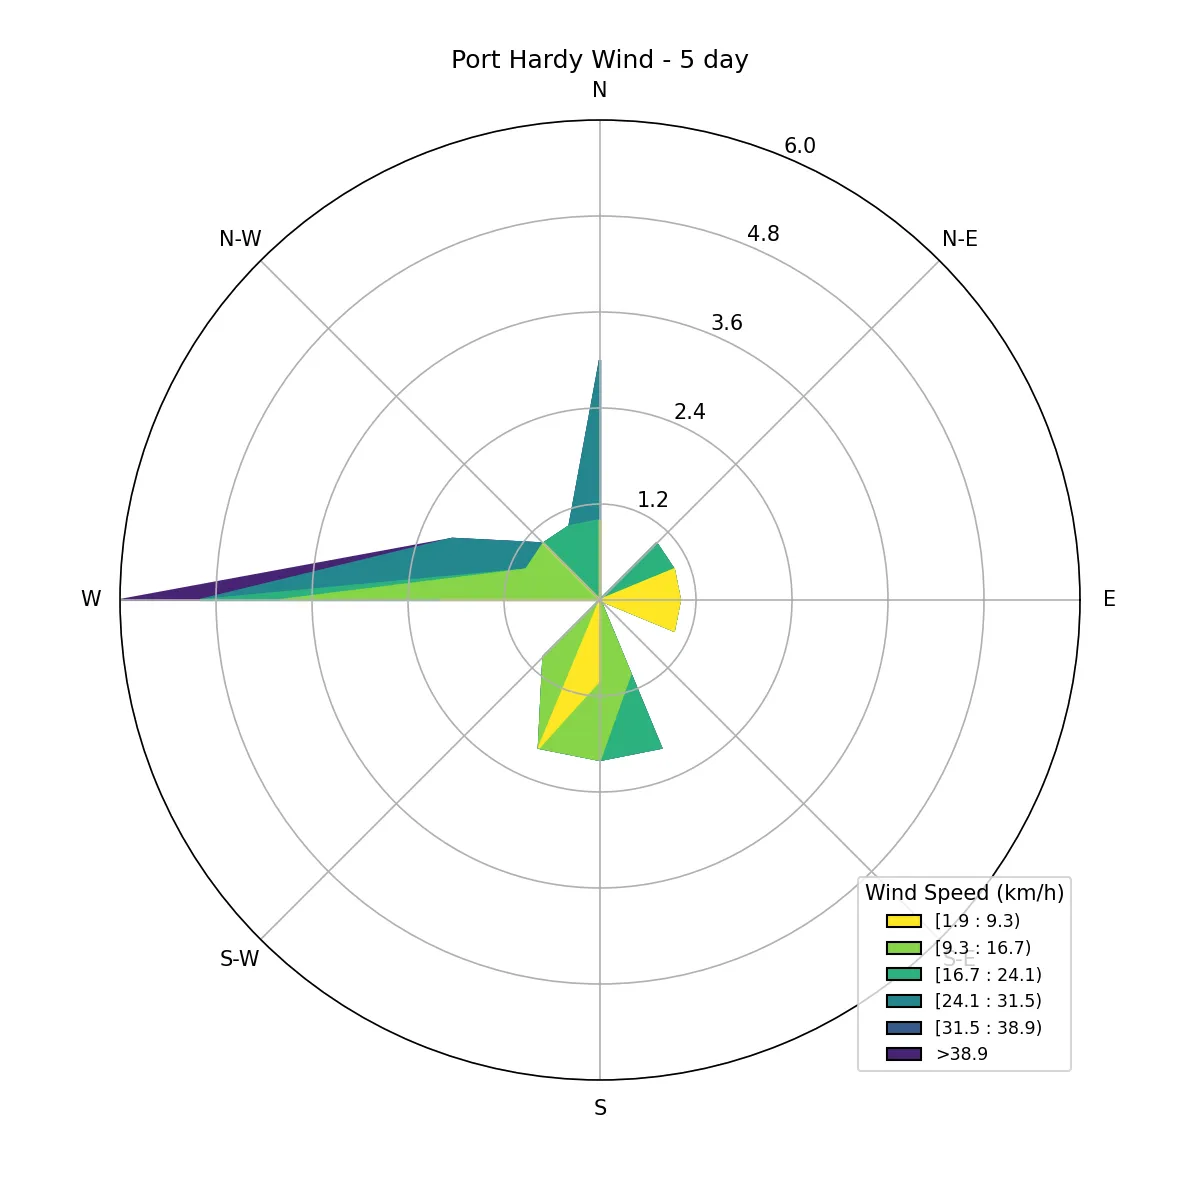 Port Hardy Wind - 5 day
N
6.0
N-W
N-E
4.8
3.6
2.4
1.2
W
E
Wind Speed (km/h)
[1.9 : 9.3)
[9.3 : 16.7)
S-W
S-E
[16.7 : 24.1)
[24.1 : 31.5)
[31.5 : 38.9)
>38.9
S